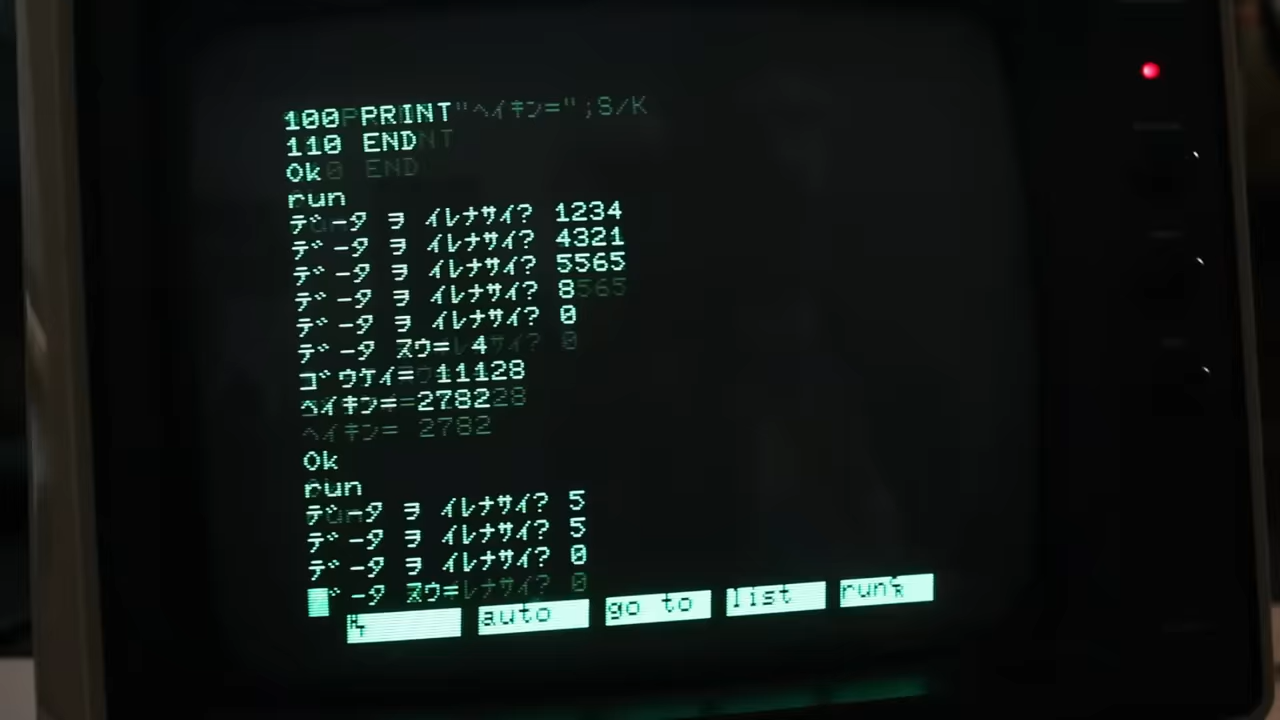 100 PRINT"ヘイキン=";S/K
110 END
Ok
run
データ ヲ イレナサイ? 1234
データ ヲ イレナサイ? 4321
データ ヲ イレナサイ? 5565
データ ヲ イレナサイ? 8
データ ヲ イレナサイ? 0
データ スウ= 4
ゴウケイ= 11128
ヘイキン= 2782
Ok
run
データ ヲ イレナサイ? 5
データ ヲ イレナサイ? 5
データ ヲ イレナサイ? 0
データ スウ=
auto go to list run